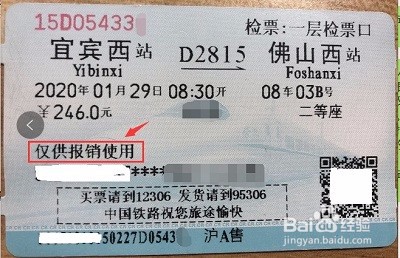 15D05433
检票:一层检票口
宜宾西站 D2815 佛山西站
Yibinxi Foshanxi
2020年01月29日08:30开 08车03B号
￥246.0元 二等座
仅供报销使用
****
买票请到12306 发货请到95306
中国铁路祝您旅途愉快
50227D0543 沪A售
Baidu经验
jingyan.baidu.com